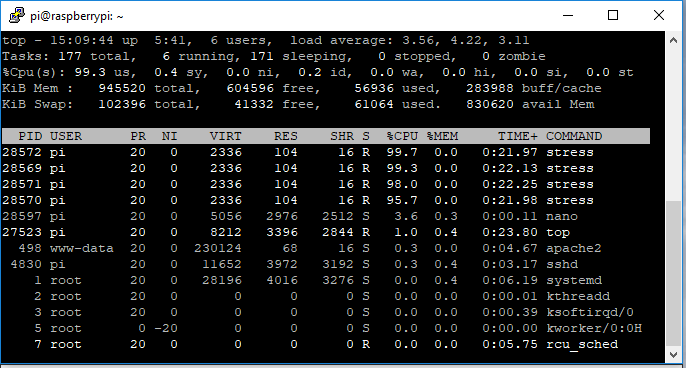 pi@raspberrypi: ~
top - 15:09:44 up  5:41,  6 users,  load average: 3.56, 4.22, 3.11
Tasks: 177 total,   6 running, 171 sleeping,   0 stopped,   0 zombie
%Cpu(s): 99.3 us,  0.4 sy,  0.0 ni,  0.2 id,  0.0 wa,  0.0 hi,  0.0 si,  0.0 st
KiB Mem :   945520 total,   604596 free,    56936 used,   283988 buff/cache
KiB Swap:   102396 total,    41332 free,    61064 used.   830620 avail Mem
  PID USER      PR  NI    VIRT    RES    SHR S  %CPU %MEM     TIME+ COMMAND
28572 pi        20   0    2336    104     16 R  99.7  0.0   0:21.97 stress
28569 pi        20   0    2336    104     16 R  99.3  0.0   0:22.13 stress
28571 pi        20   0    2336    104     16 R  98.0  0.0   0:22.25 stress
28570 pi        20   0    2336    104     16 R  95.7  0.0   0:21.98 stress
28597 pi        20   0    5056   2976   2512 S   3.6  0.3   0:00.11 nano
27523 pi        20   0    8212   3396   2844 R   1.0  0.4   0:23.80 top
  498 www-data  20   0  230124     68     16 S   0.3  0.0   0:04.67 apache2
 4830 pi        20   0   11652   3972   3192 S   0.3  0.4   0:03.17 sshd
    1 root      20   0   28196   4016   3276 S   0.0  0.4   0:06.19 systemd
    2 root      20   0       0      0      0 S   0.0  0.0   0:00.01 kthreadd
    3 root      20   0       0      0      0 S   0.0  0.0   0:00.39 ksoftirqd/0
    5 root       0 -20       0      0      0 S   0.0  0.0   0:00.00 kworker/0:0H
    7 root      20   0       0      0      0 R   0.0  0.0   0:05.75 rcu_sched